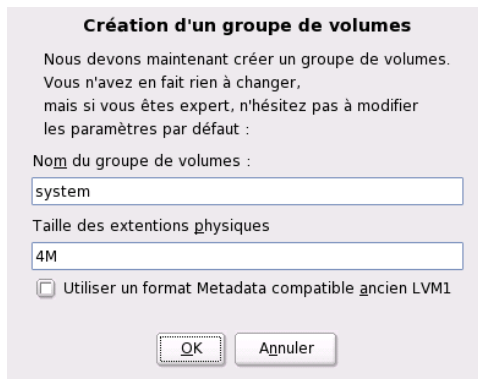 Création d'un groupe de volumes
Nous devons maintenant créer un groupe de volumes.
Vous n'avez en fait rien à changer,
mais si vous êtes expert, n'hésitez pas à modifier
les paramètres par défaut :
Nom du groupe de volumes :
system
Taille des extentions physiques
4M
Utiliser un format Metadata compatible ancien LVM1
OK
Annuler